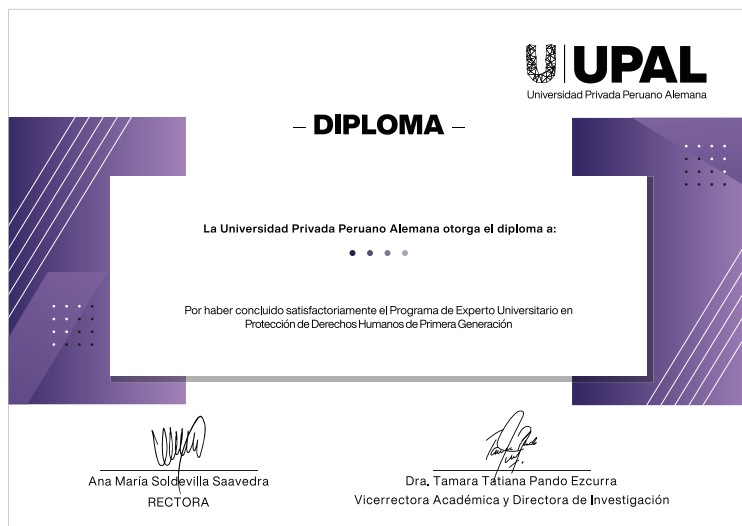 UPAL
Universidad Privada Peruano Alemana
– DIPLOMA –
La Universidad Privada Peruano Alemana otorga el diploma a:
Por haber concluido satisfactoriamente el Programa de Experto Universitario en
Protección de Derechos Humanos de Primera Generación
Ana María Soldevilla Saavedra
RECTORA
Dra. Tamara Tatiana Pando Ezcurra
Vicerrectora Académica y Directora de Investigación